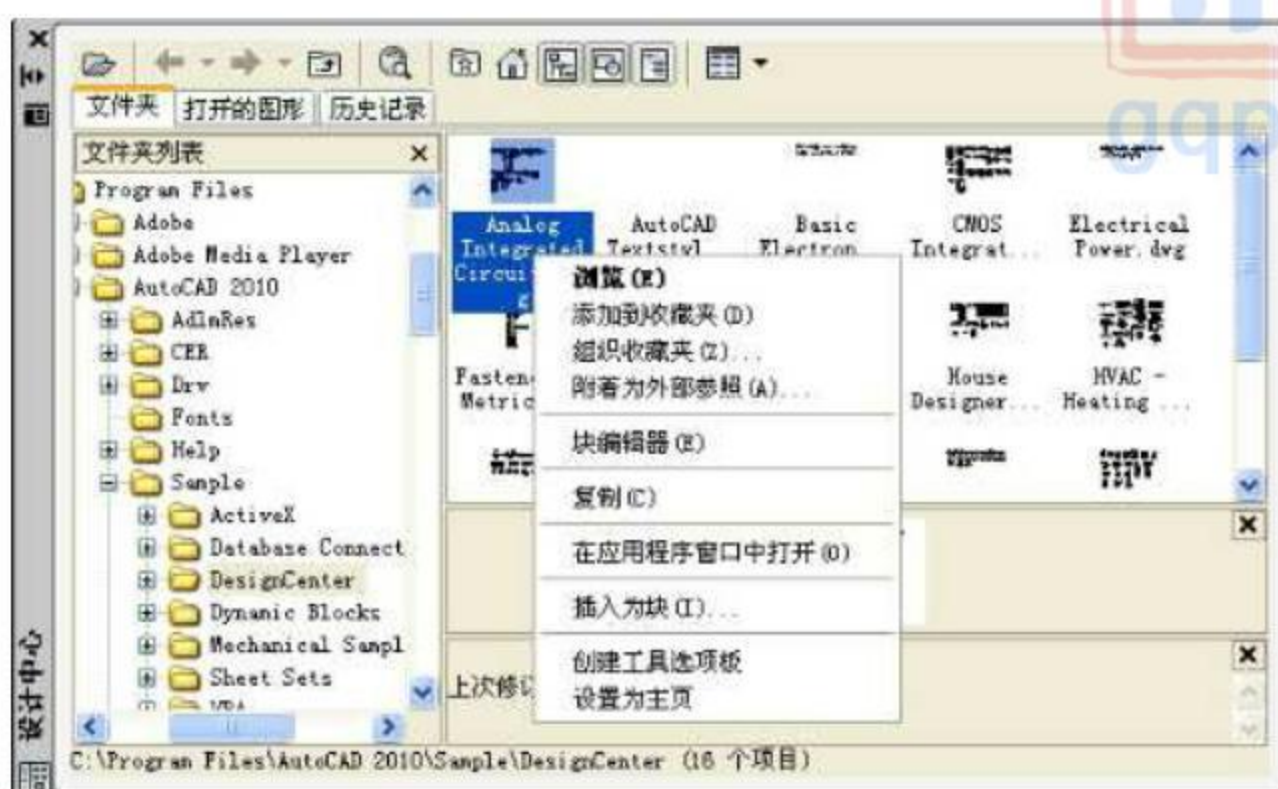 文件夹 打开的图形 历史记录
文件夹列表
Program Files
Adobe
Adobe Media Player
AutoCAD 2010
AdlmRes
CER
Drv
Fonts
Help
Sample
ActiveX
Database Connect
DesignCenter
Dynamic Blocks
Mechanical Sampl
Sheet Sets
VBA
Analog
Integrated
Circui
g
AutoCAD
Textstyl
Basic
Electron
CMOS
Integrat...
Electrical
Power.dwg
Fasten
Metric
House
Designer...
HVAC -
Heating ...
浏览(E)
添加到收藏夹(D)
组织收藏夹(Z)...
附着为外部参照(A)...
块编辑器(E)
复制(C)
在应用程序窗口中打开(O)
插入为块(I)...
创建工具选项板
设置为主页
上次修
设计中心
C:\Program Files\AutoCAD 2010\Sample\DesignCenter (16 个项目)
gqp